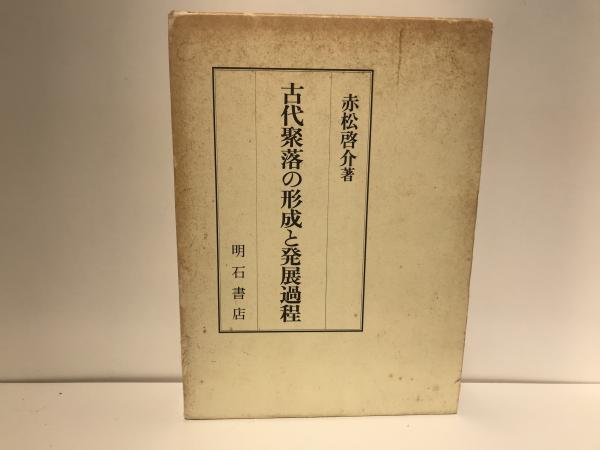 赤松啓介著
古代聚落の形成と発展過程
明石書店